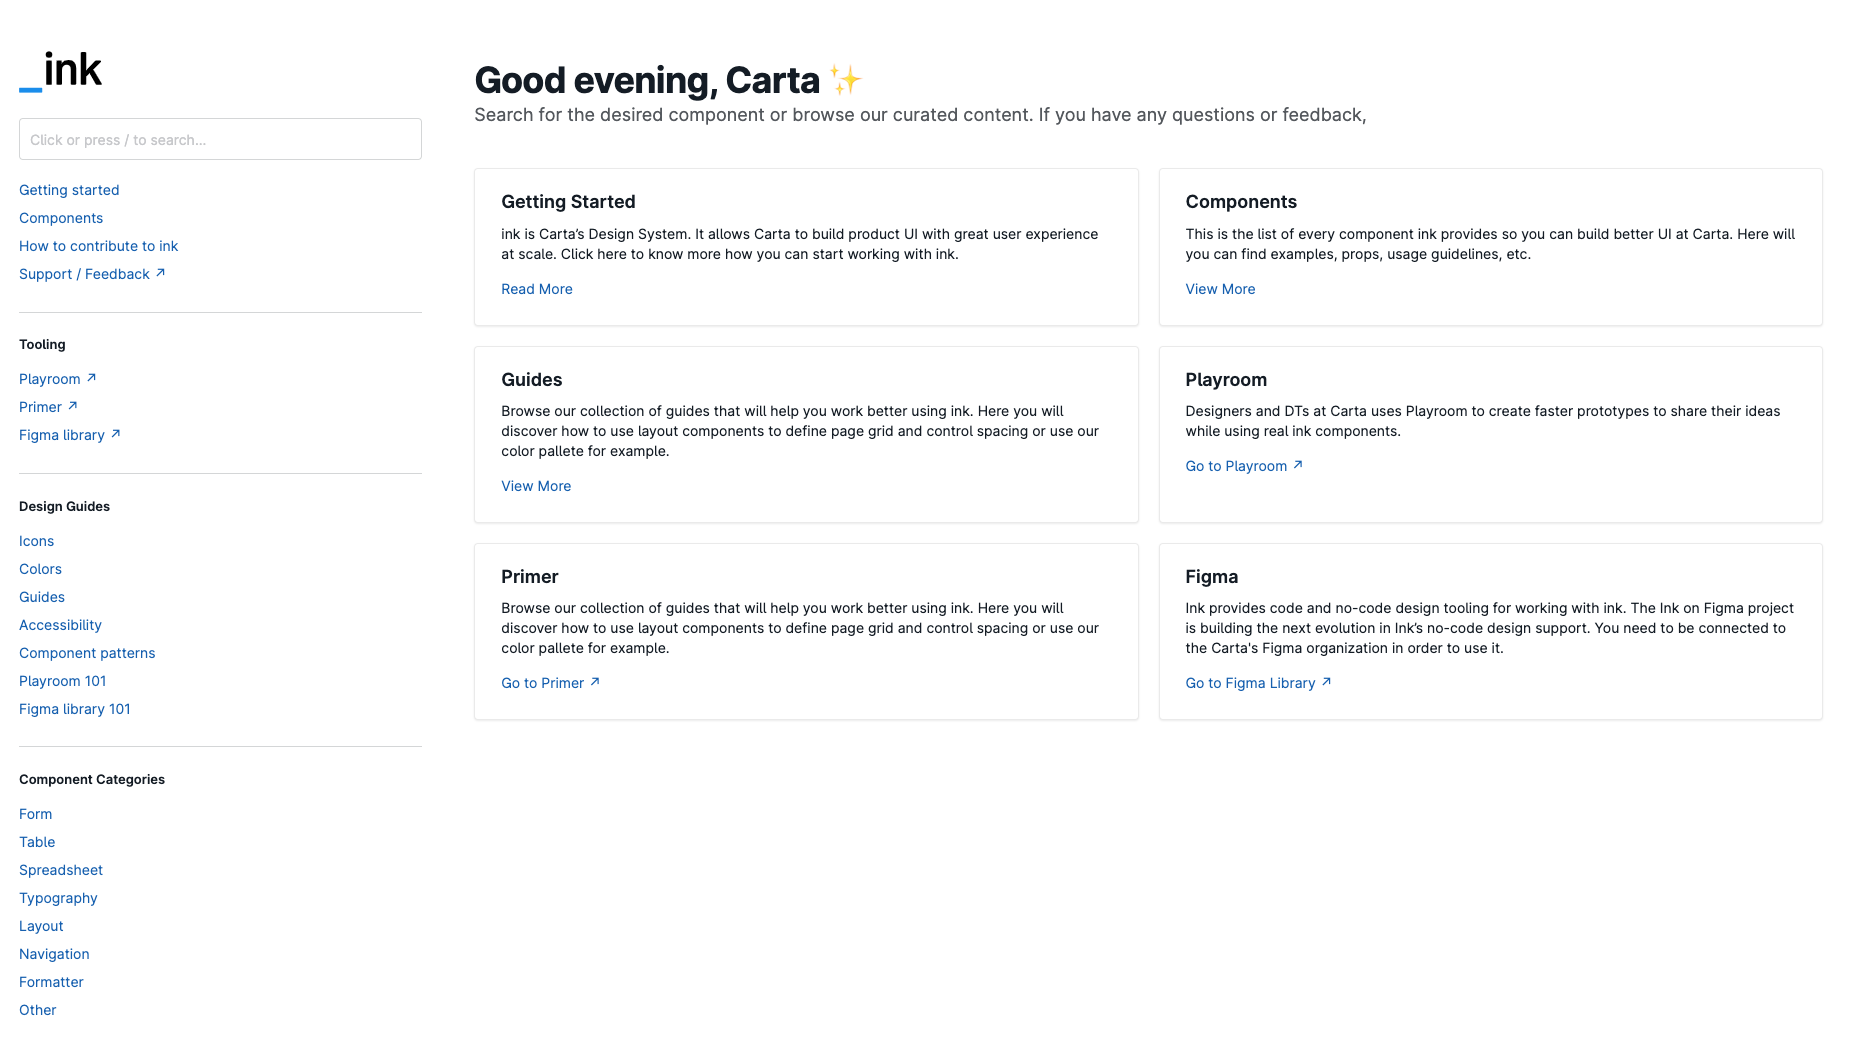 _ink
Click or press / to search...
Getting started
Components
How to contribute to ink
Support / Feedback ↗
Tooling
Playroom ↗
Primer ↗
Figma library ↗
Design Guides
Icons
Colors
Guides
Accessibility
Component patterns
Playroom 101
Figma library 101
Component Categories
Form
Table
Spreadsheet
Typography
Layout
Navigation
Formatter
Other
Good evening, Carta ✨
Search for the desired component or browse our curated content. If you have any questions or feedback,
Getting Started
ink is Carta’s Design System. It allows Carta to build product UI with great user experience
at scale. Click here to know more how you can start working with ink.
Read More
Components
This is the list of every component ink provides so you can build better UI at Carta. Here will
you can find examples, props, usage guidelines, etc.
View More
Guides
Browse our collection of guides that will help you work better using ink. Here you will
discover how to use layout components to define page grid and control spacing or use our
color pallete for example.
View More
Playroom
Designers and DTs at Carta uses Playroom to create faster prototypes to share their ideas
while using real ink components.
Go to Playroom ↗
Primer
Browse our collection of guides that will help you work better using ink. Here you will
discover how to use layout components to define page grid and control spacing or use our
color pallete for example.
Go to Primer ↗
Figma
Ink provides code and no-code design tooling for working with ink. The Ink on Figma project
is building the next evolution in Ink’s no-code design support. You need to be connected to
the Carta's Figma organization in order to use it.
Go to Figma Library ↗